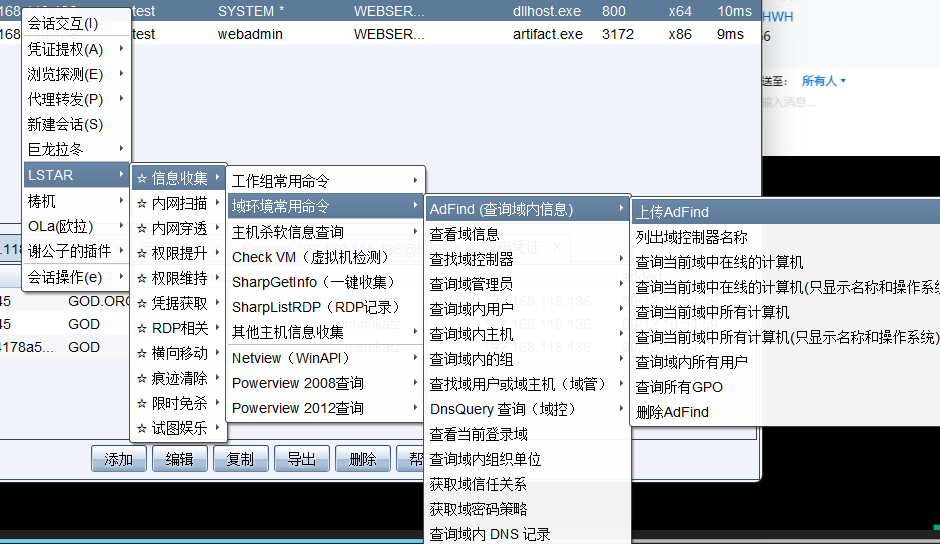 168 test SYSTEM * WEBSER... dllhost.exe 800 x64 10ms
168 test webadmin WEBSER... artifact.exe 3172 x86 9ms
HWH
送至: 所有人
输入消息...
会话交互(I)
凭证提权(A)
浏览探测(E)
代理转发(P)
新建会话(S)
巨龙拉冬
LSTAR
梼杌
OLa(欧拉)
谢公子的插件
会话操作(e)
☆ 信息收集
☆ 内网扫描
☆ 内网穿透
☆ 权限提升
☆ 权限维持
☆ 凭据获取
☆ RDP相关
☆ 横向移动
☆ 痕迹清除
☆ 限时免杀
☆ 试图娱乐
工作组常用命令
域环境常用命令
主机杀软信息查询
Check VM（虚拟机检测）
SharpGetInfo（一键收集）
SharpListRDP（RDP记录）
其他主机信息收集
Netview（WinAPI）
Powerview 2008查询
Powerview 2012查询
AdFind (查询域内信息)
查看域信息
查找域控制器
查询域管理员
查询域内用户
查询域内主机
查询域内的组
查找域用户或域主机（域管）
DnsQuery 查询（域控）
查看当前登录域
查询域内组织单位
获取域信任关系
获取域密码策略
查询域内 DNS 记录
上传AdFind
列出域控制器名称
查询当前域中在线的计算机
查询当前域中在线的计算机(只显示名称和操作系统
查询当前域中所有计算机
查询当前域中所有计算机(只显示名称和操作系统)
查询域内所有用户
查询所有GPO
删除AdFind
.118
45 GOD.ORG
45 GOD
4178a5... GOD
添加 编辑 复制 导出 删除 帮